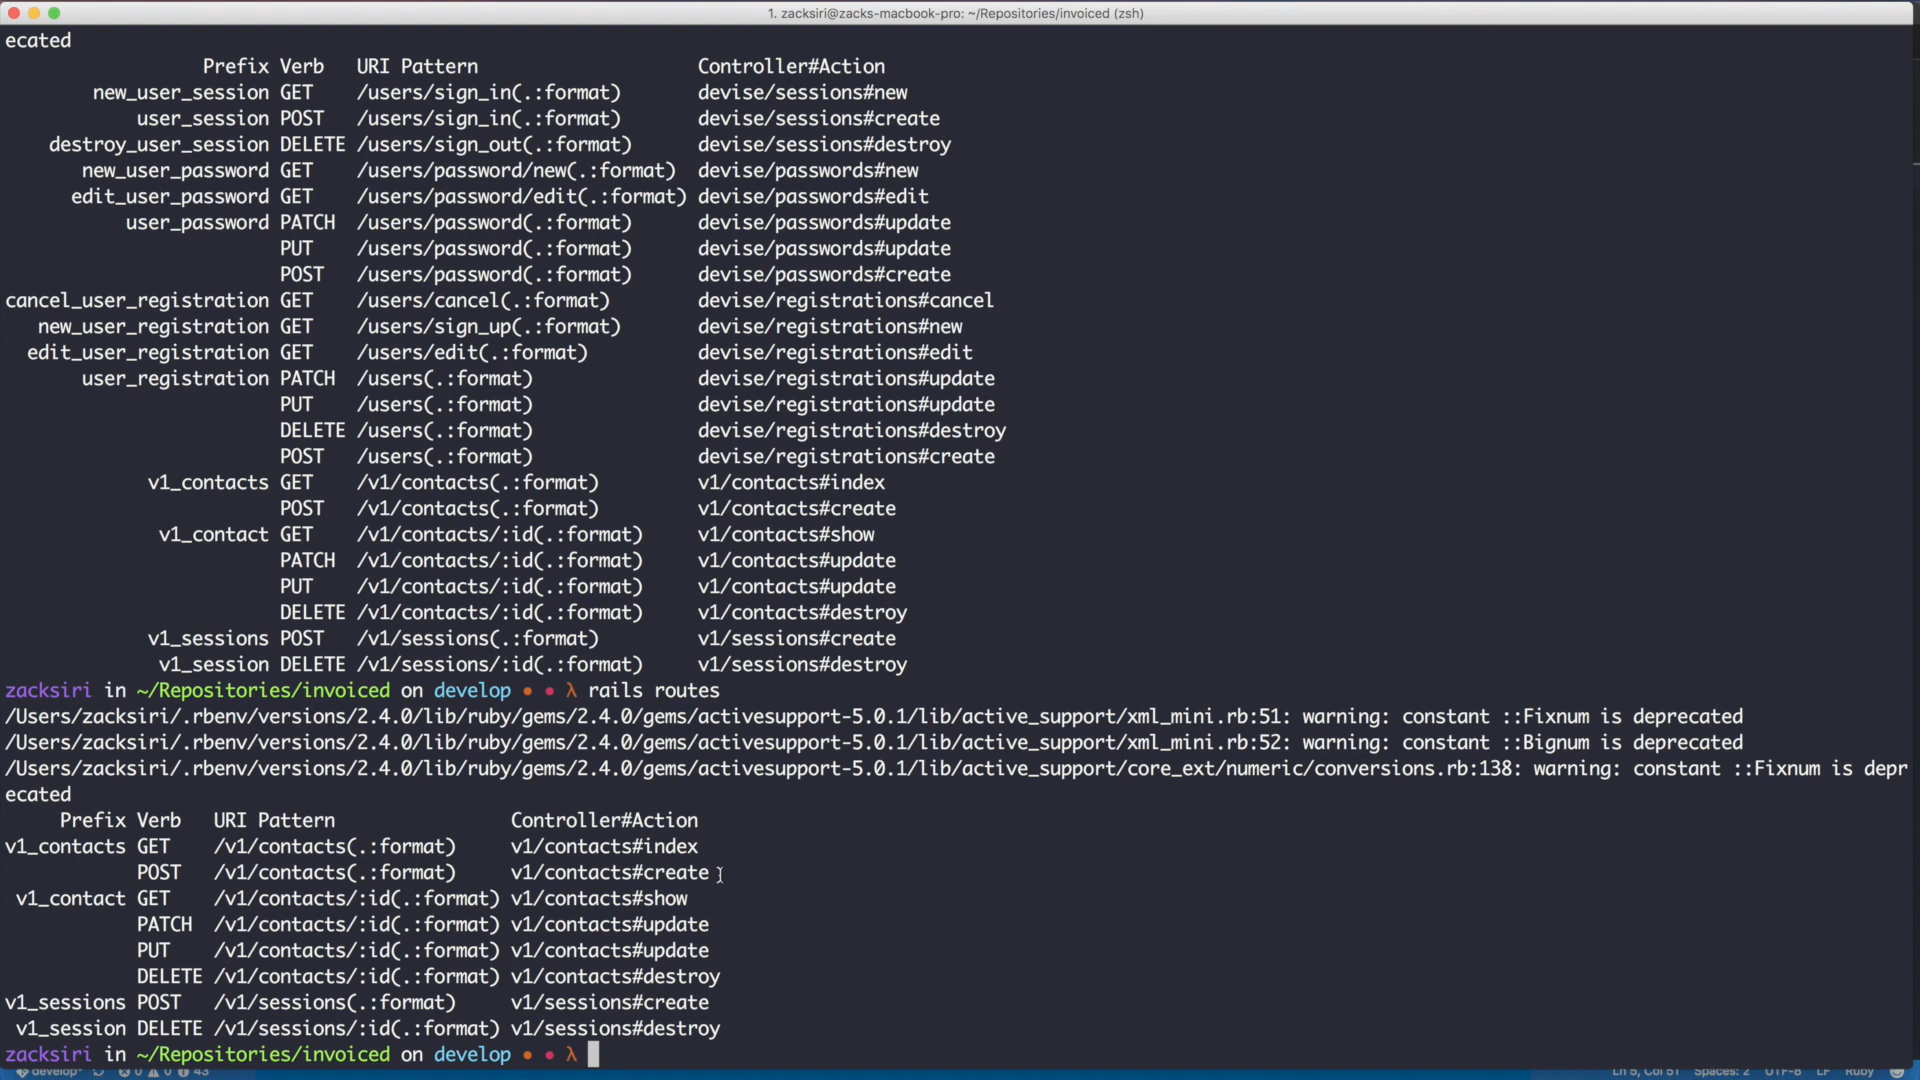 1. zacksiri@zacks-macbook-pro: ~/Repositories/invoiced (zsh)
ecated
Prefix Verb URI Pattern Controller#Action
new_user_session GET /users/sign_in(.:format) devise/sessions#new
user_session POST /users/sign_in(.:format) devise/sessions#create
destroy_user_session DELETE /users/sign_out(.:format) devise/sessions#destroy
new_user_password GET /users/password/new(.:format) devise/passwords#new
edit_user_password GET /users/password/edit(.:format) devise/passwords#edit
user_password PATCH /users/password(.:format) devise/passwords#update
PUT /users/password(.:format) devise/passwords#update
POST /users/password(.:format) devise/passwords#create
cancel_user_registration GET /users/cancel(.:format) devise/registrations#cancel
new_user_registration GET /users/sign_up(.:format) devise/registrations#new
edit_user_registration GET /users/edit(.:format) devise/registrations#edit
user_registration PATCH /users(.:format) devise/registrations#update
PUT /users(.:format) devise/registrations#update
DELETE /users(.:format) devise/registrations#destroy
POST /users(.:format) devise/registrations#create
v1_contacts GET /v1/contacts(.:format) v1/contacts#index
POST /v1/contacts(.:format) v1/contacts#create
v1_contact GET /v1/contacts/:id(.:format) v1/contacts#show
PATCH /v1/contacts/:id(.:format) v1/contacts#update
PUT /v1/contacts/:id(.:format) v1/contacts#update
DELETE /v1/contacts/:id(.:format) v1/contacts#destroy
v1_sessions POST /v1/sessions(.:format) v1/sessions#create
v1_session DELETE /v1/sessions/:id(.:format) v1/sessions#destroy
zacksiri in ~/Repositories/invoiced on develop • • λ rails routes
/Users/zacksiri/.rbenv/versions/2.4.0/lib/ruby/gems/2.4.0/gems/activesupport-5.0.1/lib/active_support/xml_mini.rb:51: warning: constant ::Fixnum is deprecated
/Users/zacksiri/.rbenv/versions/2.4.0/lib/ruby/gems/2.4.0/gems/activesupport-5.0.1/lib/active_support/xml_mini.rb:52: warning: constant ::Bignum is deprecated
/Users/zacksiri/.rbenv/versions/2.4.0/lib/ruby/gems/2.4.0/gems/activesupport-5.0.1/lib/active_support/core_ext/numeric/conversions.rb:138: warning: constant ::Fixnum is depr
ecated
Prefix Verb URI Pattern Controller#Action
v1_contacts GET /v1/contacts(.:format) v1/contacts#index
POST /v1/contacts(.:format) v1/contacts#create
v1_contact GET /v1/contacts/:id(.:format) v1/contacts#show
PATCH /v1/contacts/:id(.:format) v1/contacts#update
PUT /v1/contacts/:id(.:format) v1/contacts#update
DELETE /v1/contacts/:id(.:format) v1/contacts#destroy
v1_sessions POST /v1/sessions(.:format) v1/sessions#create
v1_session DELETE /v1/sessions/:id(.:format) v1/sessions#destroy
zacksiri in ~/Repositories/invoiced on develop • • λ
develop* 0 0 43 Ln 5, Col 51 Spaces: 2 UTF-8 LF Ruby